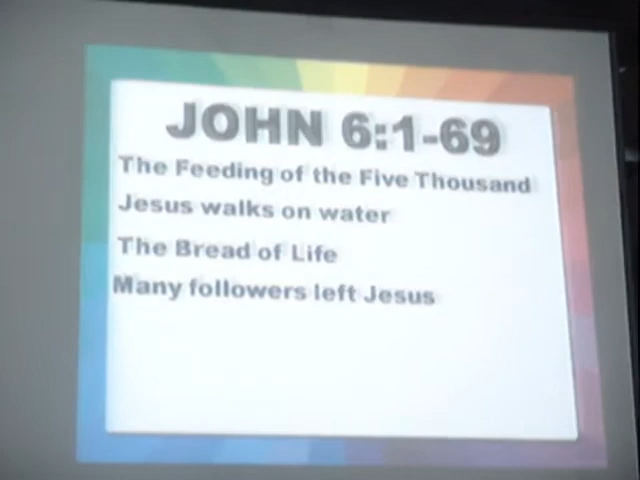 JOHN 6:1-69
The Feeding of the Five Thousand
Jesus walks on water
The Bread of Life
Many followers left Jesus